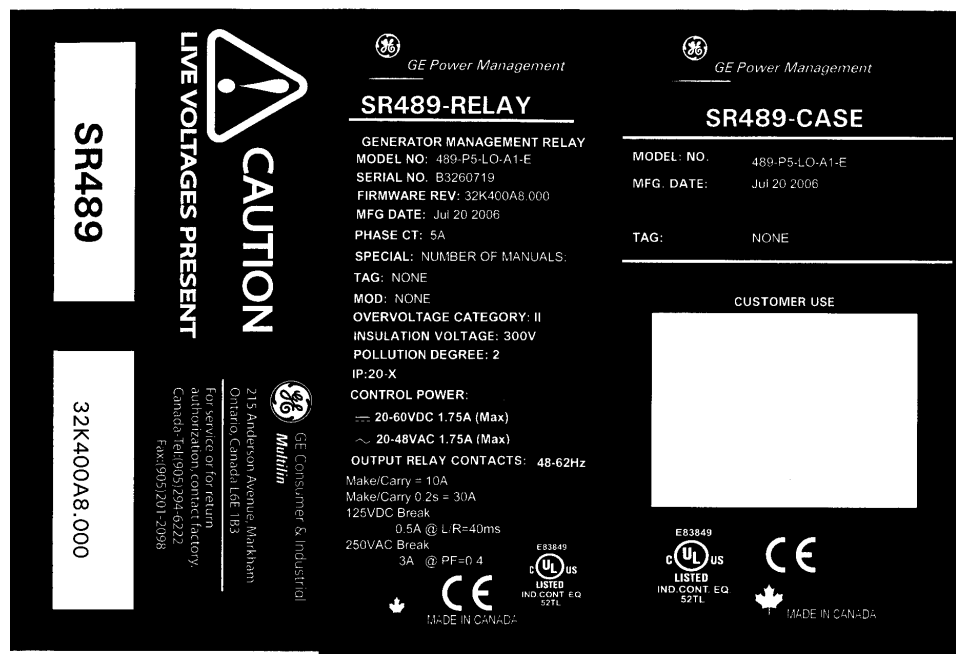 SR489
32K400A8.000
LIVE VOLTAGES PRESENT
CAUTION
GE Consumer & Industrial
Multilin
215 Anderson Avenue, Markham
Ontario, Canada L6E 1B3
For service or for return
authorization, contact factory.
Canada-Tel:(905)294-6222
Fax:(905)201-2098
GE Power Management
SR489-RELAY
GENERATOR MANAGEMENT RELAY
MODEL NO: 489-P5-LO-A1-E
SERIAL NO. B3260719
FIRMWARE REV: 32K400A8.000
MFG DATE: Jul 20 2006
PHASE CT: 5A
SPECIAL: NUMBER OF MANUALS:
TAG: NONE
MOD: NONE
OVERVOLTAGE CATEGORY: II
INSULATION VOLTAGE: 300V
POLLUTION DEGREE: 2
IP:20-X
CONTROL POWER:
⎓ 20-60VDC 1.75A (Max)
～ 20-48VAC 1.75A (Max)
OUTPUT RELAY CONTACTS: 48-62Hz
Make/Carry = 10A
Make/Carry 0.2s = 30A
125VDC Break
0.5A @ L/R=40ms
250VAC Break
3A @ PF=0.4
CE
MADE IN CANADA
E83849
C UL US
LISTED
IND.CONT EQ
52TL
GE Power Management
SR489-CASE
MODEL: NO. 489-P5-LO-A1-E
MFG. DATE: Jul 20 2006
TAG: NONE
CUSTOMER USE
E83849
C UL US
LISTED
IND.CONT. EQ
52TL
CE
MADE IN CANADA